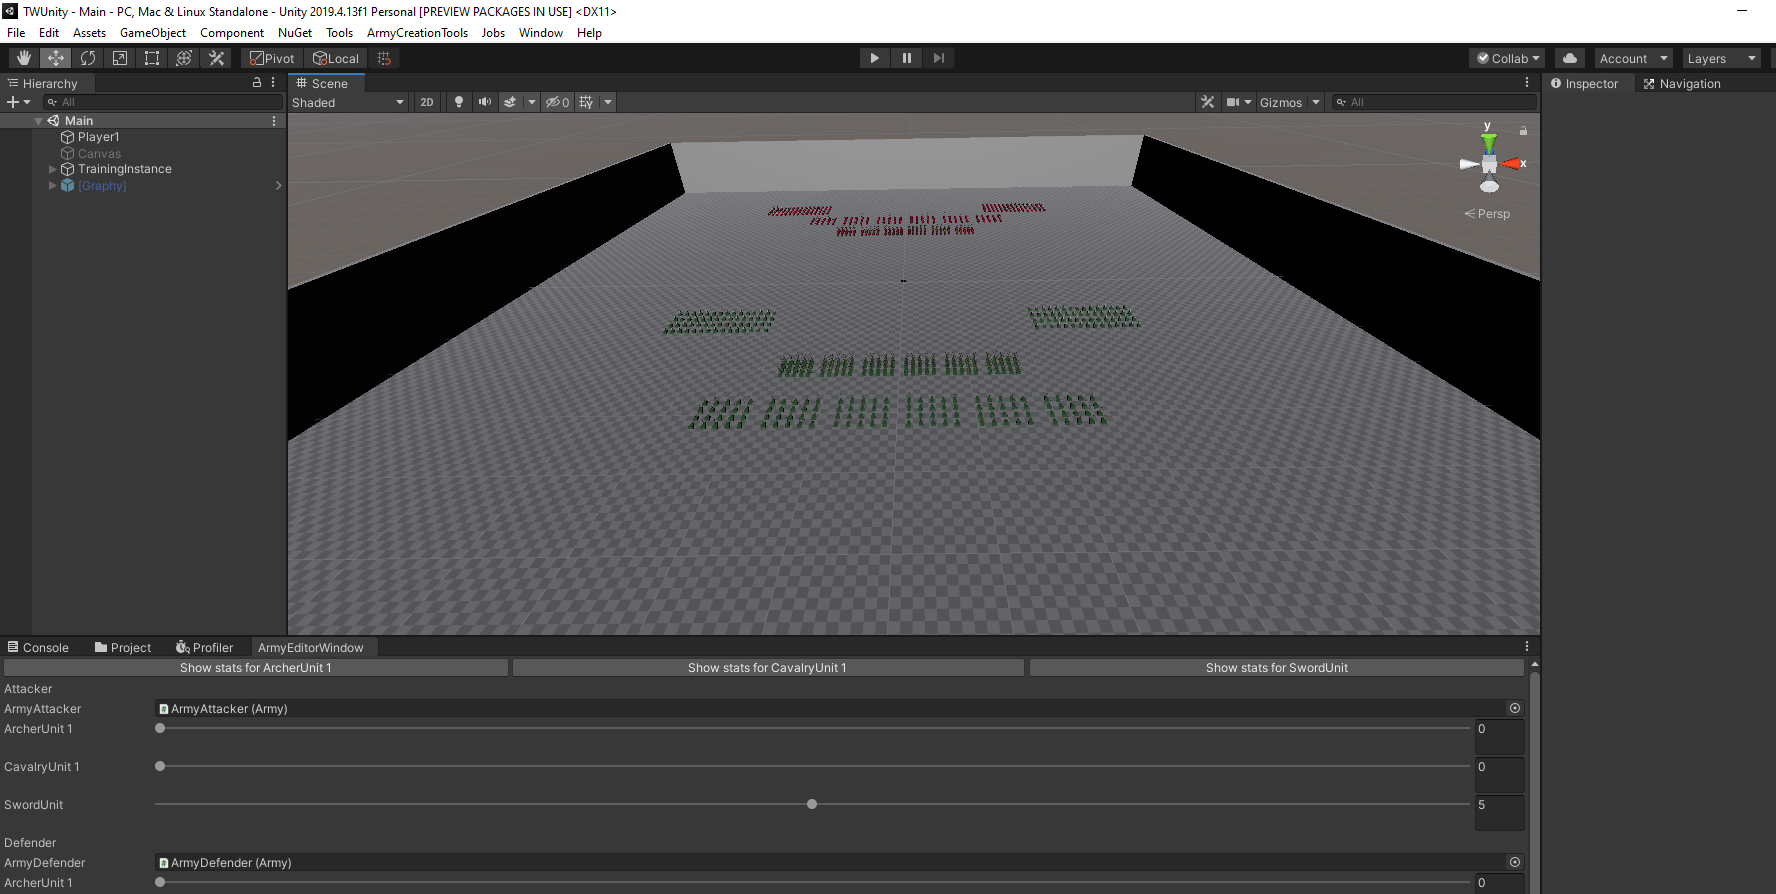 TWUnity - Main - PC, Mac & Linux Standalone - Unity 2019.4.13f1 Personal [PREVIEW PACKAGES IN USE] <DX11>
File Edit Assets GameObject Component NuGet Tools ArmyCreationTools Jobs Window Help
Pivot Local Collab Account Layers
Hierarchy Scene Inspector Navigation
All Shaded 2D 0 Gizmos All
Main
Player1
Canvas
TrainingInstance
[Graphy]
y
x
Persp
Console Project Profiler ArmyEditorWindow
Show stats for ArcherUnit 1 Show stats for CavalryUnit 1 Show stats for SwordUnit
Attacker
ArmyAttacker ArmyAttacker (Army)
ArcherUnit 1 0
CavalryUnit 1 0
SwordUnit 5
Defender
ArmyDefender ArmyDefender (Army)
ArcherUnit 1 0